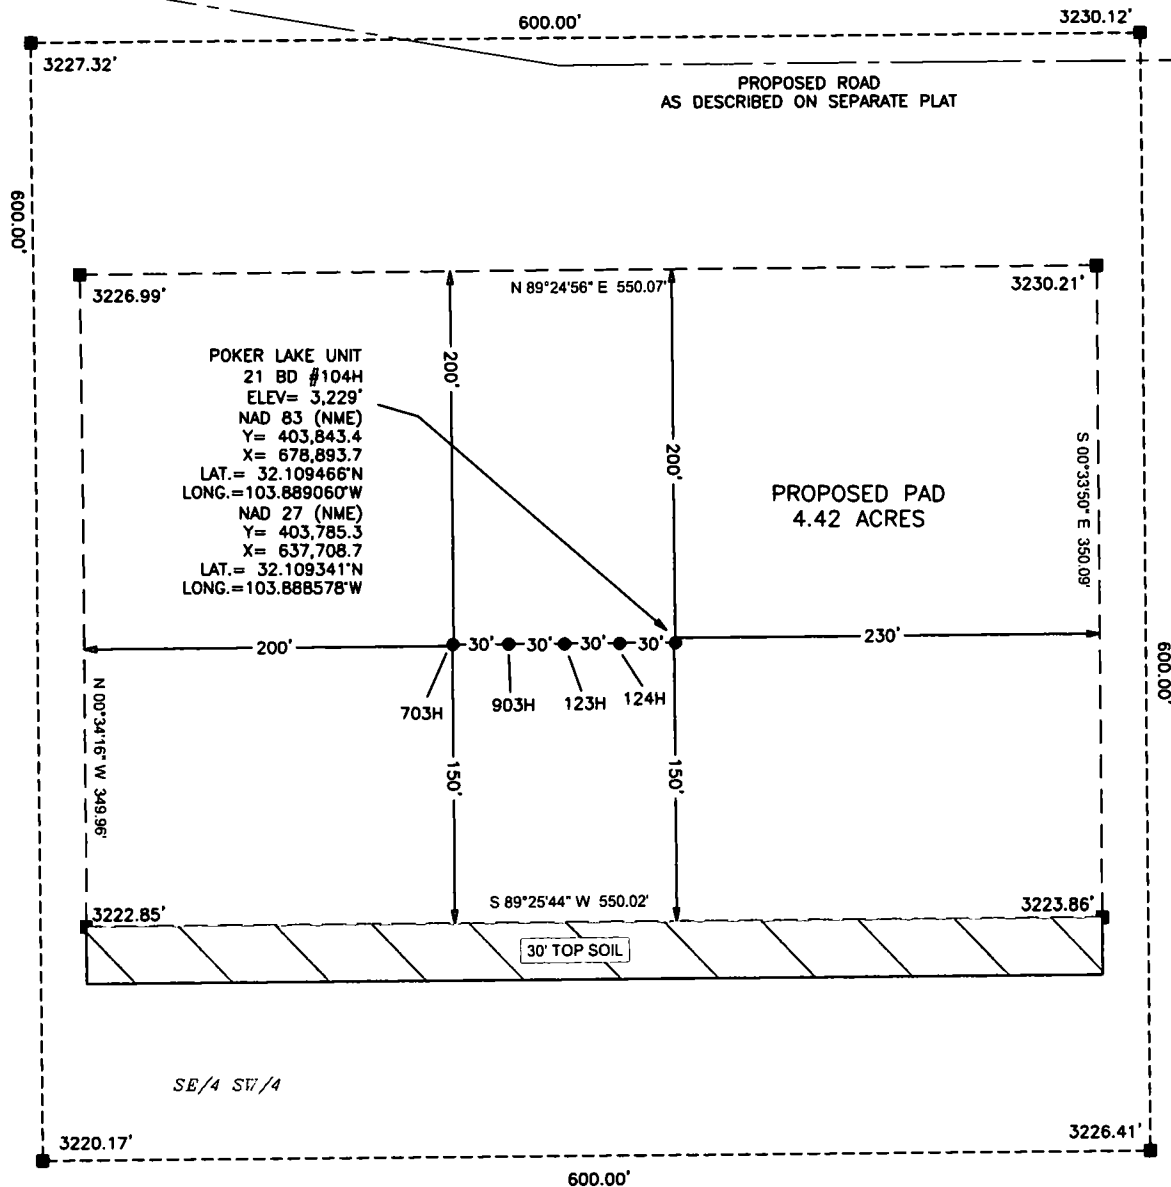 600.00'
3230.12'
3227.32'
PROPOSED ROAD
AS DESCRIBED ON SEPARATE PLAT
600.00'
3226.99'
N 89°24'56" E 550.07'
3230.21'
POKER LAKE UNIT
21 BD #104H
ELEV= 3,229'
NAD 83 (NME)
Y= 403,843.4
X= 678,893.7
LAT.= 32.109466°N
LONG.=103.889060°W
NAD 27 (NME)
Y= 403,785.3
X= 637,708.7
LAT.= 32.109341°N
LONG.=103.888578°W
200'
200'
PROPOSED PAD
4.42 ACRES
S 00°33'50" E 350.09'
200'
30'
30'
30'
30'
230'
703H
903H
123H
124H
600.00'
N 00°34'16" W 349.96'
150'
150'
3222.85'
S 89°25'44" W 550.02'
3223.86'
30' TOP SOIL
SE/4 SW/4
3220.17'
3226.41'
600.00'